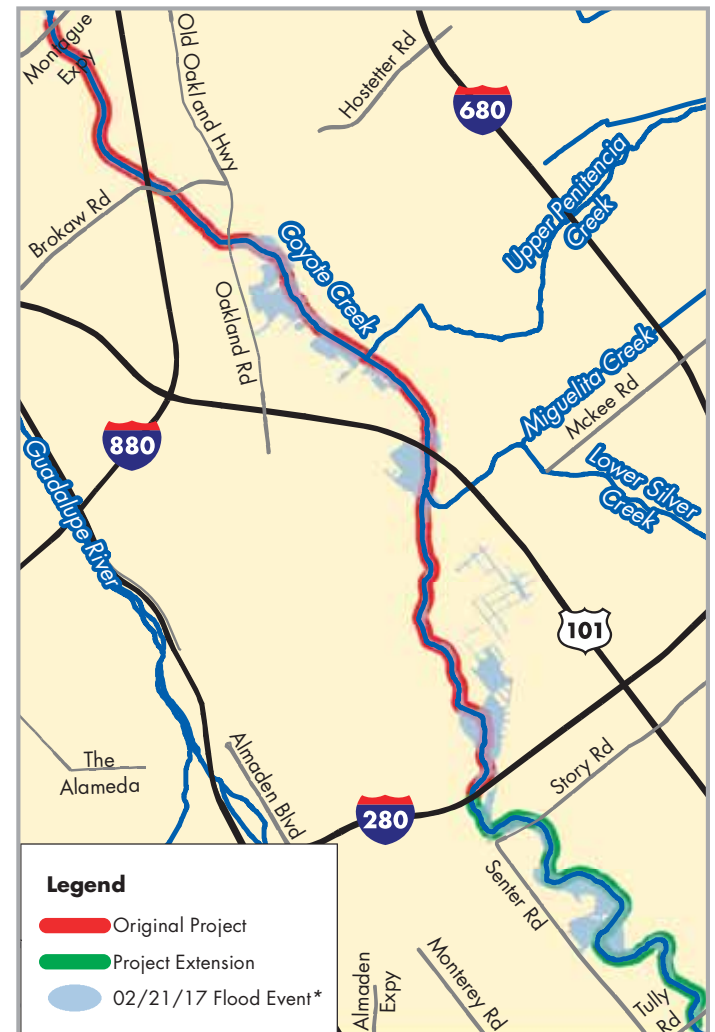 Montague
Expy
Old Oakland Hwy
Hostetter Rd
680
Upper Penitencia
Creek
Brokaw Rd
Coyote Creek
Oakland Rd
Miguelita Creek
Mckee Rd
880
Lower Silver
Creek
Guadalupe River
101
The
Alameda
Almaden Blvd
Story Rd
280
Senter Rd
Legend
Original Project
Project Extension
02/21/17 Flood Event*
Almaden
Expy
Monterey Rd
Tully
Rd